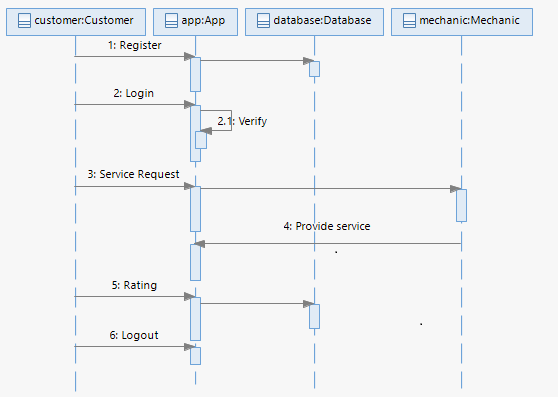 customer:Customer
app:App
database:Database
mechanic:Mechanic
1: Register
2: Login
2.1: Verify
3: Service Request
4: Provide service
5: Rating
6: Logout